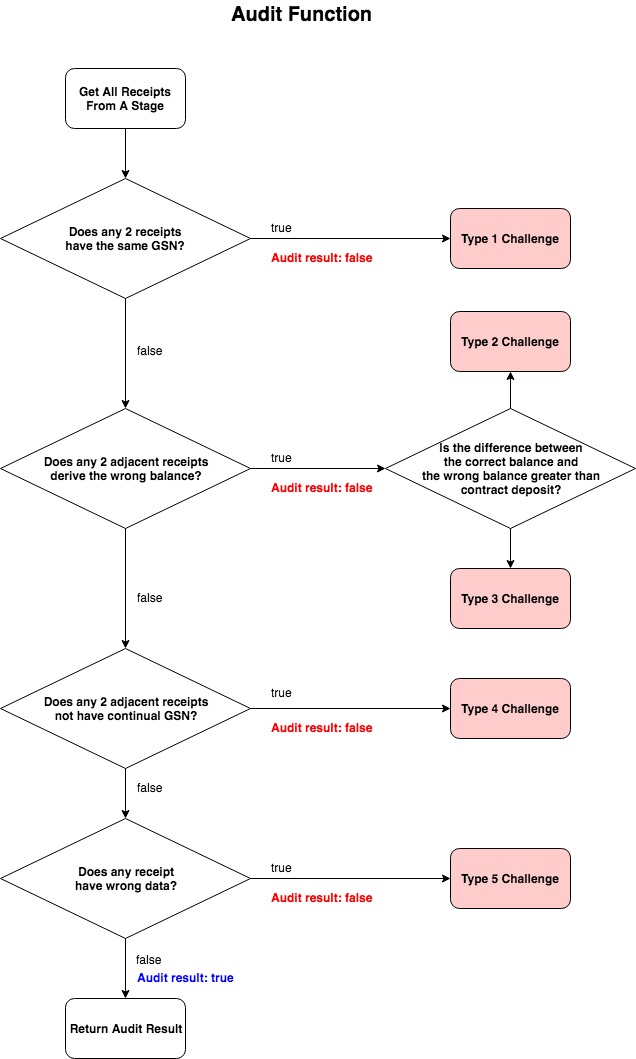 Audit Function
Get All Receipts
From A Stage
Does any 2 receipts
have the same GSN?
true
Audit result: false
Type 1 Challenge
false
Type 2 Challenge
Does any 2 adjacent receipts
derive the wrong balance?
true
Audit result: false
Is the difference between
the correct balance and
the wrong balance greater than
contract deposit?
Type 3 Challenge
false
Does any 2 adjacent receipts
not have continual GSN?
true
Audit result: false
Type 4 Challenge
false
Does any receipt
have wrong data?
true
Audit result: false
Type 5 Challenge
false
Audit result: true
Return Audit Result